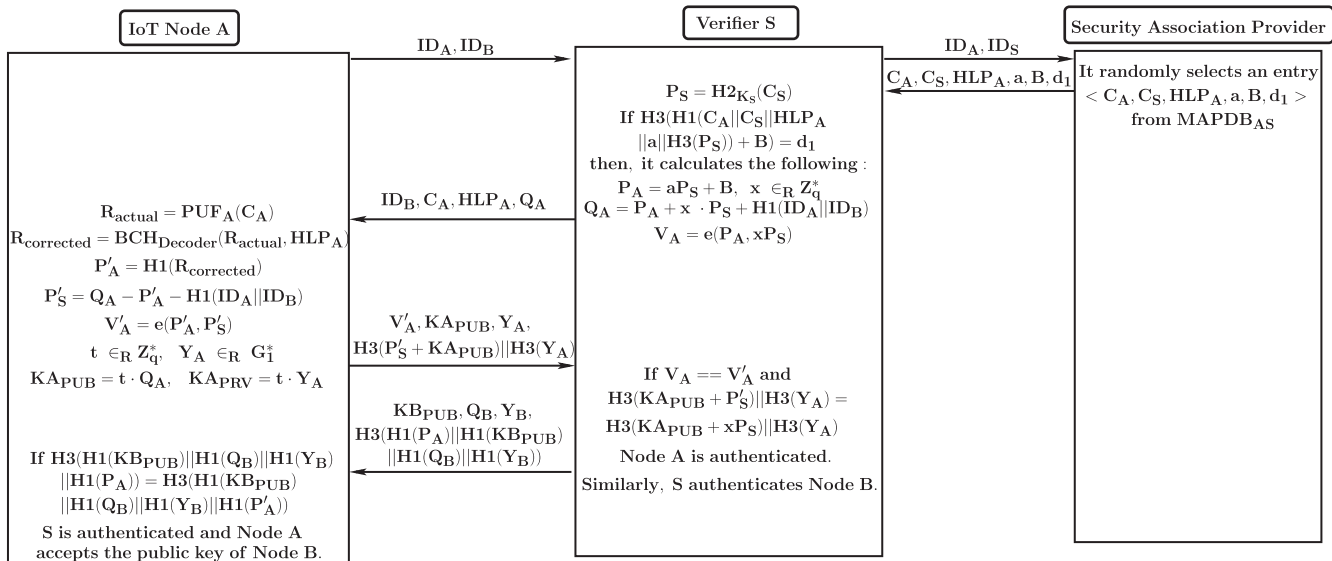 IoT Node A
Verifier S
Security Association Provider
ID_A, ID_B
ID_A, ID_S
C_A, C_S, HLP_A, a, B, d_1
It randomly selects an entry
< C_A, C_S, HLP_A, a, B, d_1 >
from MAPDB_AS
P_S = H2_{K_s}(C_S)
If H3(H1(C_A||C_S||HLP_A
||a||H3(P_S)) + B) = d_1
then, it calculates the following :
P_A = aP_S + B, x ∈_R Z_q^*
Q_A = P_A + x · P_S + H1(ID_A||ID_B)
V_A = e(P_A, xP_S)
ID_B, C_A, HLP_A, Q_A
R_actual = PUF_A(C_A)
R_corrected = BCH_Decoder(R_actual, HLP_A)
P'_A = H1(R_corrected)
P'_S = Q_A − P'_A − H1(ID_A||ID_B)
V'_A = e(P'_A, P'_S)
t ∈_R Z_q^*, Y_A ∈_R G_1^*
KA_PUB = t · Q_A, KA_PRV = t · Y_A
V'_A, KA_PUB, Y_A,
H3(P'_S + KA_PUB)||H3(Y_A)
If V_A == V'_A and
H3(KA_PUB + P'_S)||H3(Y_A) =
H3(KA_PUB + xP_S)||H3(Y_A)
Node A is authenticated.
Similarly, S authenticates Node B.
KB_PUB, Q_B, Y_B,
H3(H1(P_A)||H1(KB_PUB)
||H1(Q_B)||H1(Y_B))
If H3(H1(KB_PUB)||H1(Q_B)||H1(Y_B)
||H1(P_A)) = H3(H1(KB_PUB)
||H1(Q_B)||H1(Y_B)||H1(P'_A))
S is authenticated and Node A
accepts the public key of Node B.